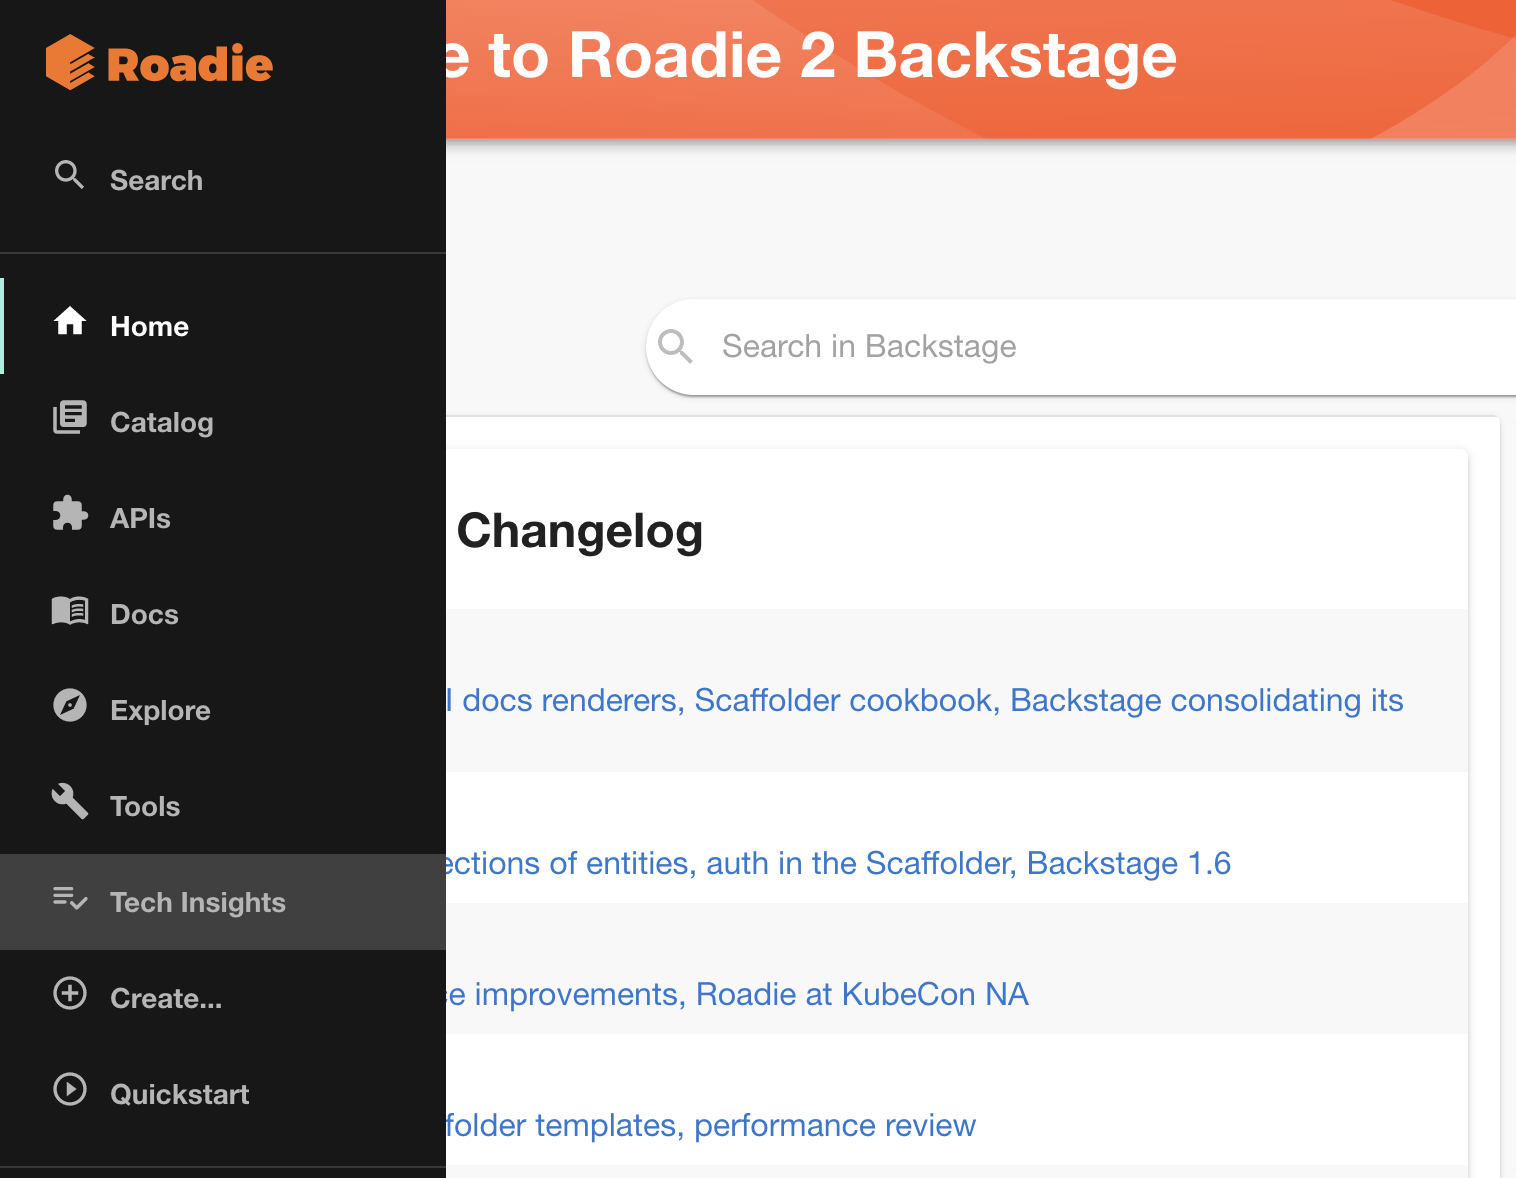 Roadie
Search
Home
Catalog
APIs
Docs
Explore
Tools
Tech Insights
Create...
Quickstart
to Roadie 2 Backstage
Search in Backstage
Changelog
docs renderers, Scaffolder cookbook, Backstage consolidating its
of entities, auth in the Scaffolder, Backstage 1.6
improvements, Roadie at KubeCon NA
templates, performance review